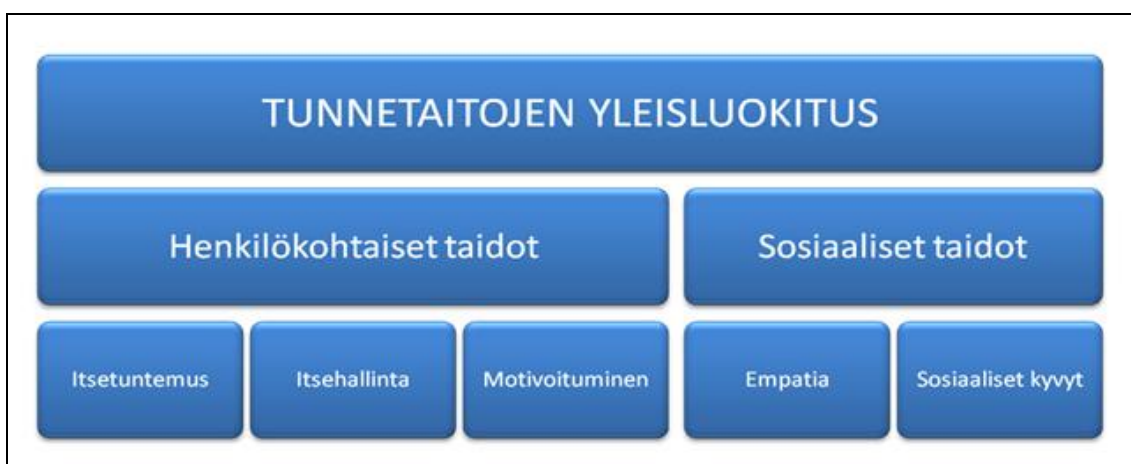 TUNNETAITOJEN YLEISLUOKITUS
Henkilökohtaiset taidot
Sosiaaliset taidot
Itsetuntemus
Itsehallinta
Motivoituminen
Empatia
Sosiaaliset kyvyt